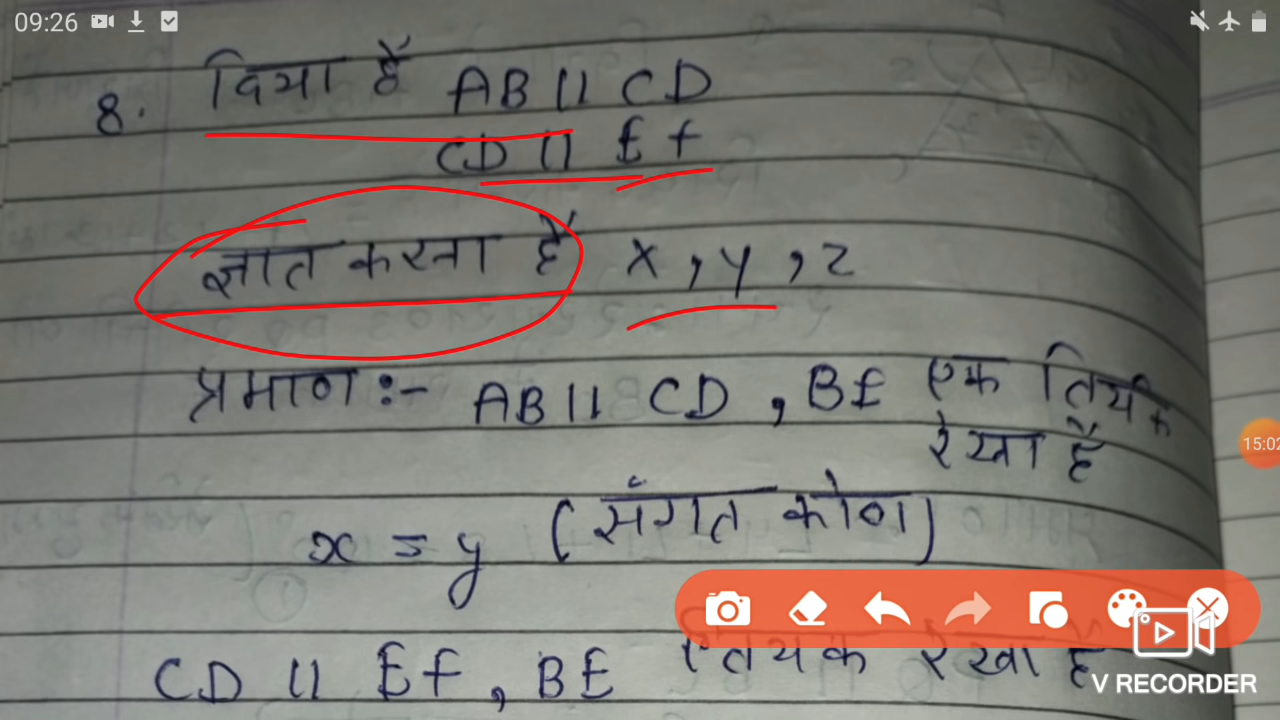 09:26
8. दिया है AB || CD
CD || Ef
ज्ञात करना है x , y , z
प्रमाण :- AB || CD , BE एक तिर्यक
रेखा है
x = y (संगत कोण)
15:02
CD || Ef , BE तिर्यक रेखा है
V RECORDER